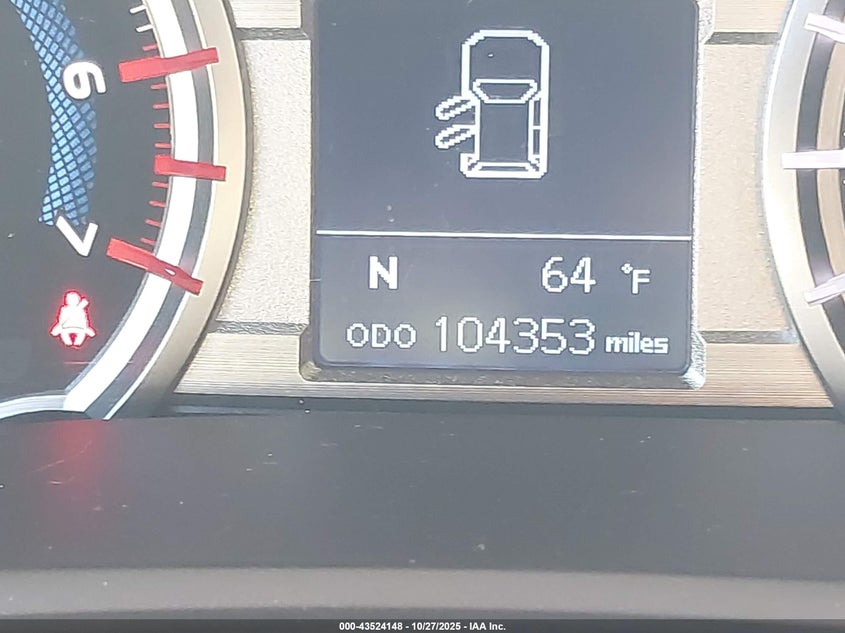 6
7
N 64 °F
ODO 104353 miles
000-43524148 - 10/27/2025 - IAA Inc.